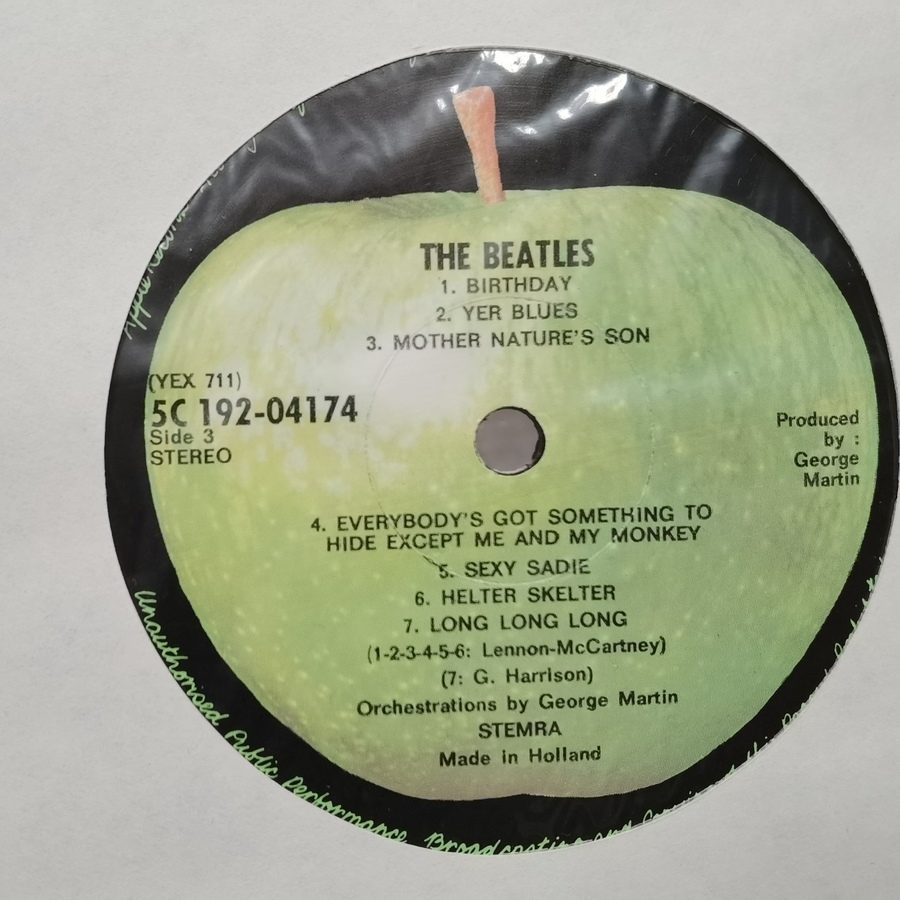 THE BEATLES
1. BIRTHDAY
2. YER BLUES
3. MOTHER NATURE'S SON
(YEX 711)
5C 192-04174
Side 3
STEREO
Produced
by :
George
Martin
4. EVERYBODY'S GOT SOMETHING TO
HIDE EXCEPT ME AND MY MONKEY
5. SEXY SADIE
6. HELTER SKELTER
7. LONG LONG LONG
(1-2-3-4-5-6: Lennon-McCartney)
(7: G. Harrison)
Orchestrations by George Martin
STEMRA
Made in Holland
Unauthorised Public Performance Broadcasting and
Apple